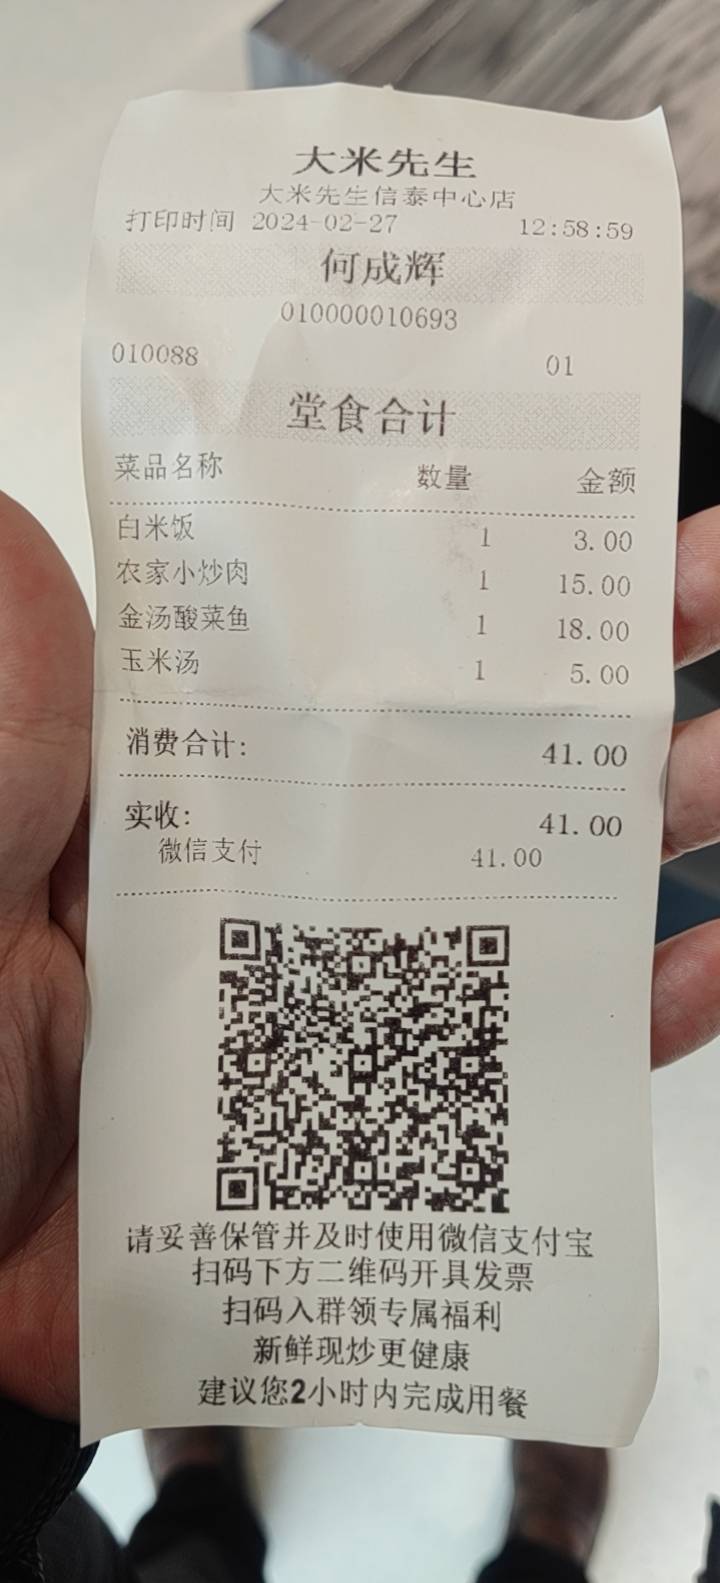 大米先生
大米先生信泰中心店
打印时间 2024-02-27 12:58:59
何成辉
010000010693
010088 01
堂食合计
菜品名称 数量 金额
白米饭 1 3.00
农家小炒肉 1 15.00
金汤酸菜鱼 1 18.00
玉米汤 1 5.00
消费合计: 41.00
实收: 41.00
微信支付 41.00
请妥善保管并及时使用微信支付宝
扫码下方二维码开具发票
扫码入群领专属福利
新鲜现炒更健康
建议您2小时内完成用餐